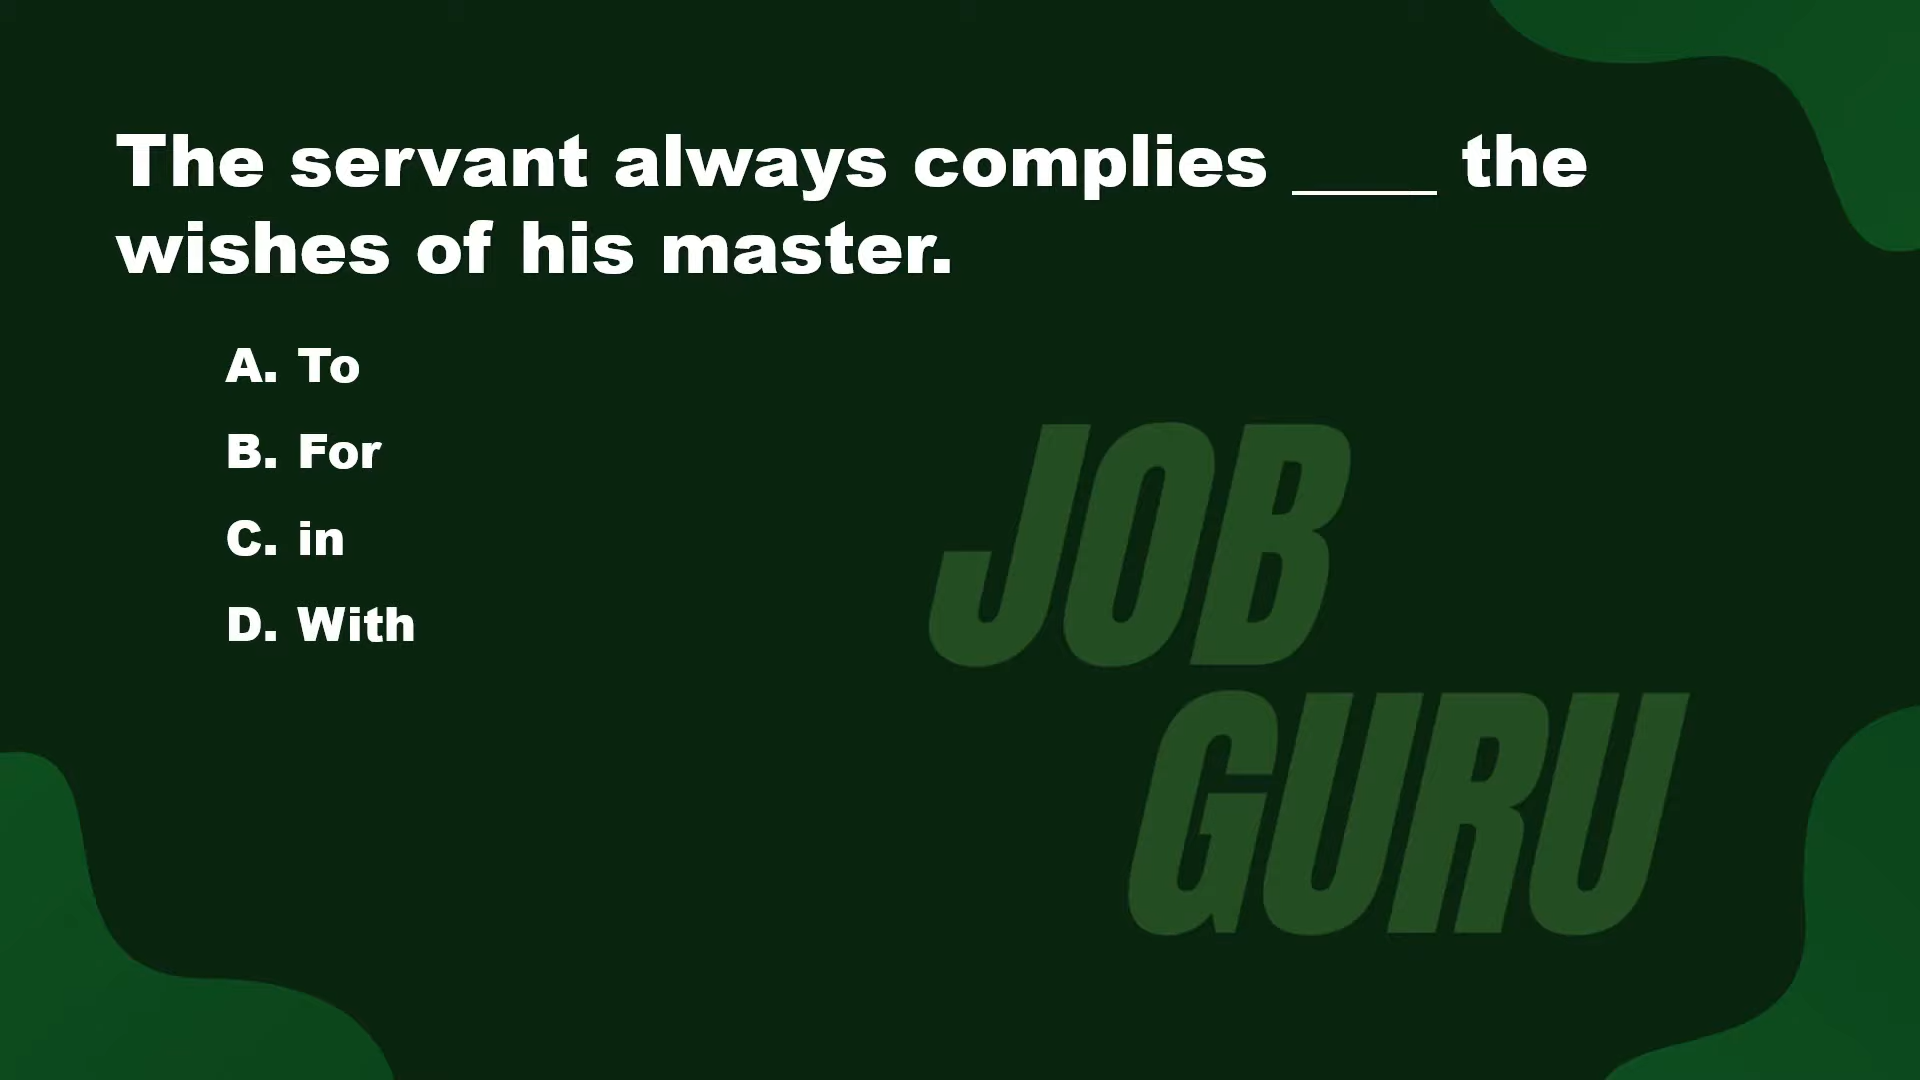 The servant always complies ____ the
wishes of his master.
A. To
B. For
C. in
D. With
JOB
GURU